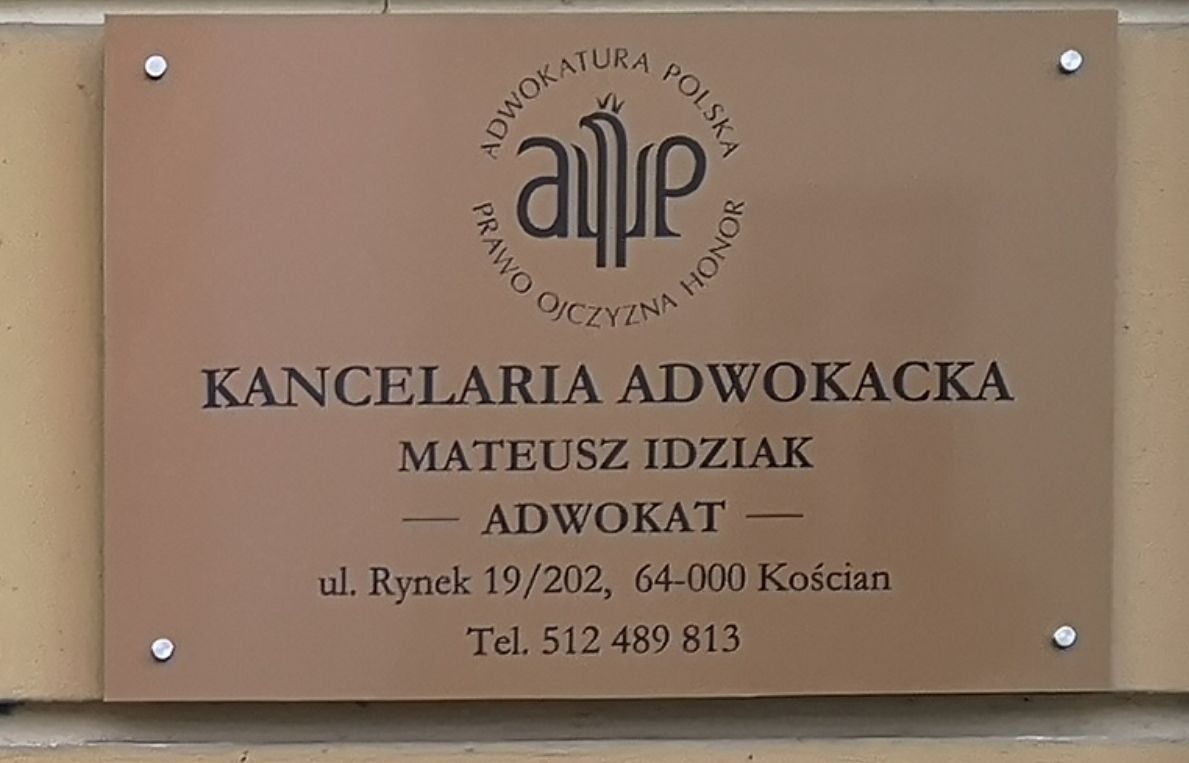 ADWOKATURA POLSKA
ap
PRAWO OJCZYZNA HONOR
KANCELARIA ADWOKACKA
MATEUSZ IDZIAK
— ADWOKAT —
ul. Rynek 19/202, 64-000 Kościan
Tel. 512 489 813